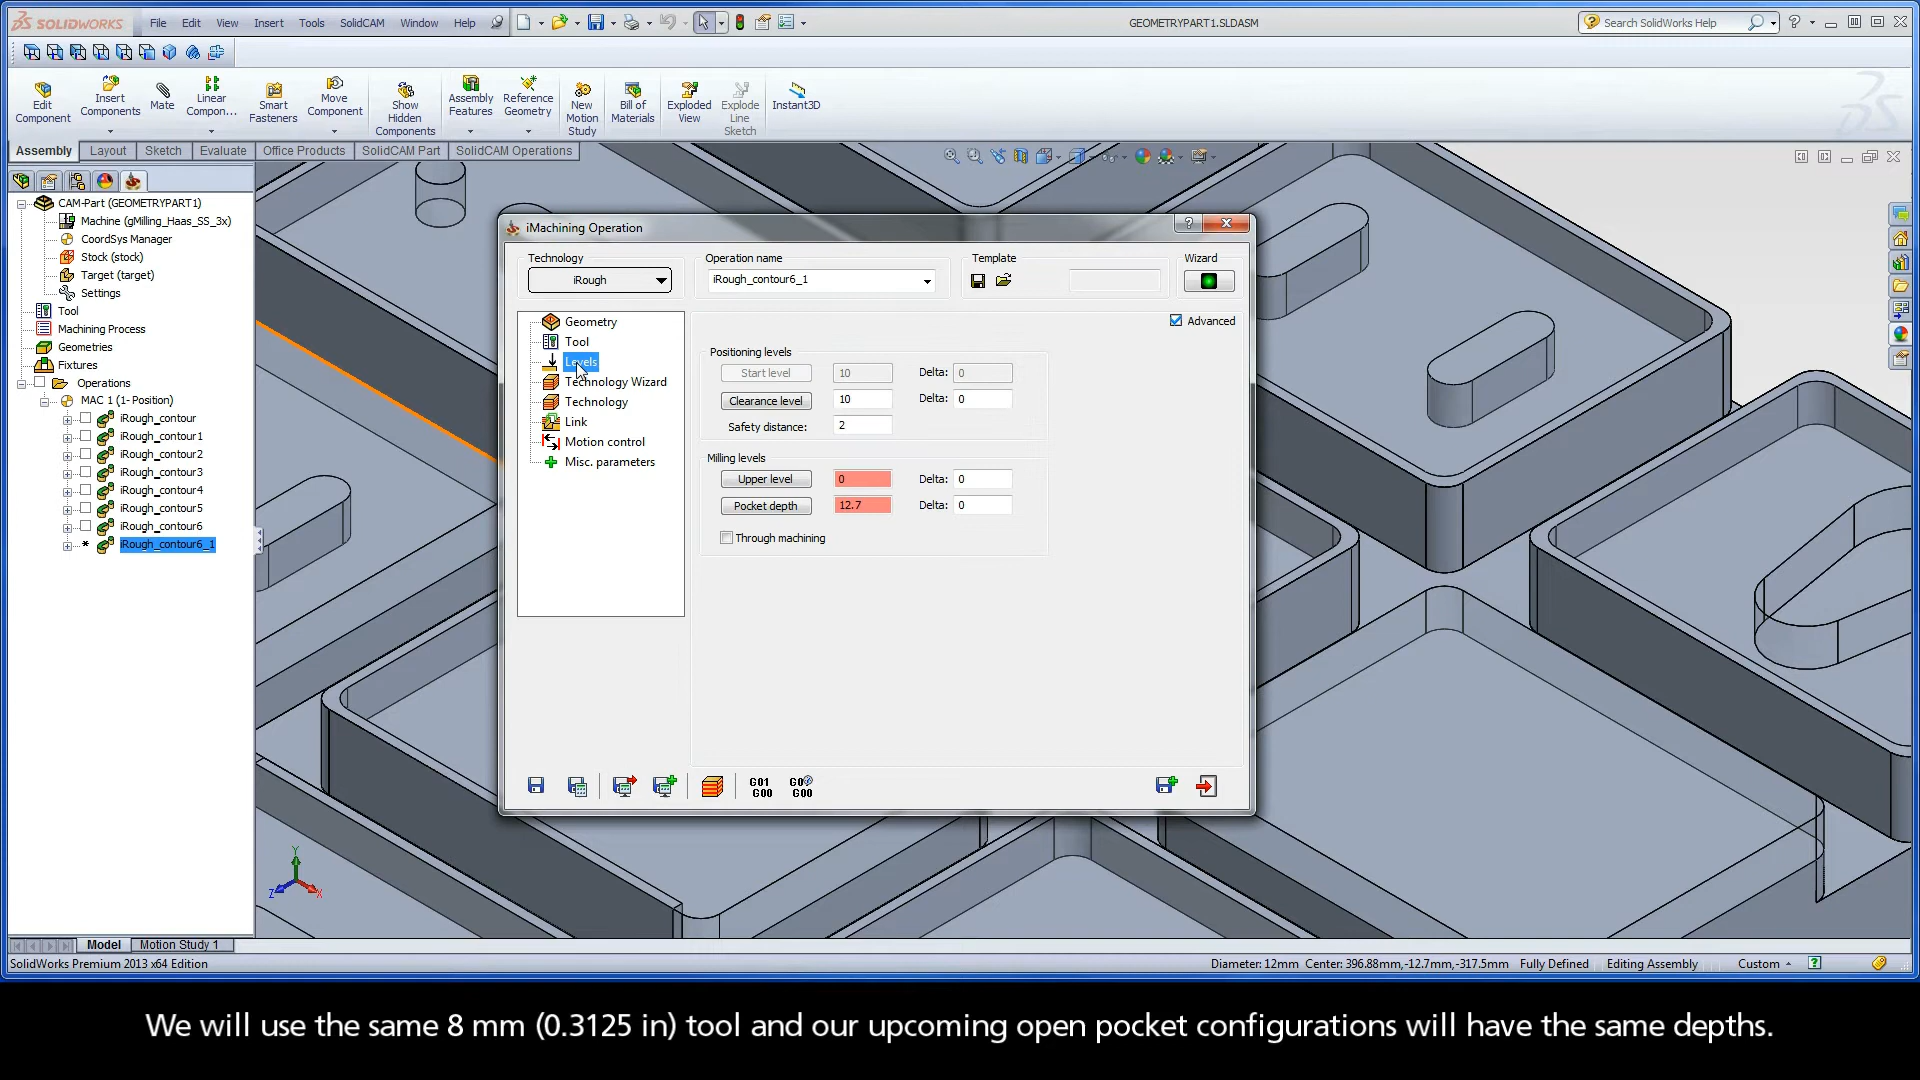 SOLIDWORKS File Edit View Insert Tools SolidCAM Window Help GEOMETRYPART1.SLDASM Search SolidWorks Help
Edit Component
Insert Components
Mate
Linear Compon...
Smart Fasteners
Move Component
Show Hidden Components
Assembly Features
Reference Geometry
New Motion Study
Bill of Materials
Exploded View
Explode Line Sketch
Instant3D
Assembly Layout Sketch Evaluate Office Products SolidCAM Part SolidCAM Operations
CAM-Part (GEOMETRYPART1)
Machine (gMilling_Haas_SS_3x)
CoordSys Manager
Stock (stock)
Target (target)
Settings
Tool
Machining Process
Geometries
Fixtures
Operations
MAC 1 (1- Position)
iRough_contour
iRough_contour1
iRough_contour2
iRough_contour3
iRough_contour4
iRough_contour5
iRough_contour6
iRough_contour6_1
iMachining Operation
Technology Operation name Template Wizard
iRough iRough_contour6_1
Geometry
Tool
Levels
Technology Wizard
Technology
Link
Motion control
Misc. parameters
Advanced
Positioning levels
Start level 10 Delta: 0
Clearance level 10 Delta: 0
Safety distance: 2
Milling levels
Upper level 0 Delta: 0
Pocket depth 12.7 Delta: 0
Through machining
G01 G00
G0 G00
Y
Z X
Model Motion Study 1
SolidWorks Premium 2013 x64 Edition Diameter: 12mm Center: 396.88mm,-12.7mm,-317.5mm Fully Defined Editing Assembly Custom
We will use the same 8 mm (0.3125 in) tool and our upcoming open pocket configurations will have the same depths.